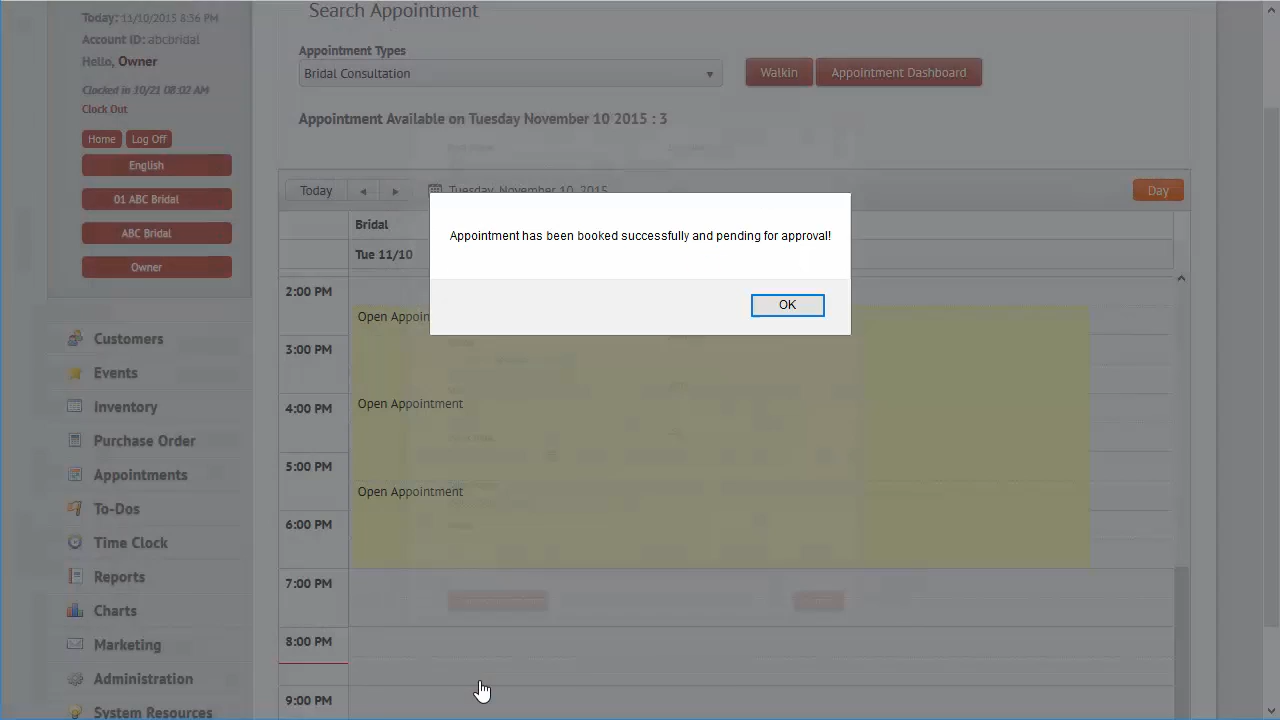 Search Appointment
Today: 11/10/2015 8:36 PM
Account ID: abcbridal
Hello, Owner
Clocked in 10/21 08:02 AM
Clock Out
Home Log Off
English
01 ABC Bridal
ABC Bridal
Owner
Customers
Events
Inventory
Purchase Order
Appointments
To-Dos
Time Clock
Reports
Charts
Marketing
Administration
System Resources
Appointment Types
Bridal Consultation
Walkin Appointment Dashboard
Appointment Available on Tuesday November 10 2015 : 3
Today Tuesday, November 10, 2015 Day
Bridal
Tue 11/10
Appointment has been booked successfully and pending for approval!
OK
2:00 PM
Open Appoin
3:00 PM
4:00 PM Open Appointment
5:00 PM
Open Appointment
6:00 PM
7:00 PM
8:00 PM
9:00 PM